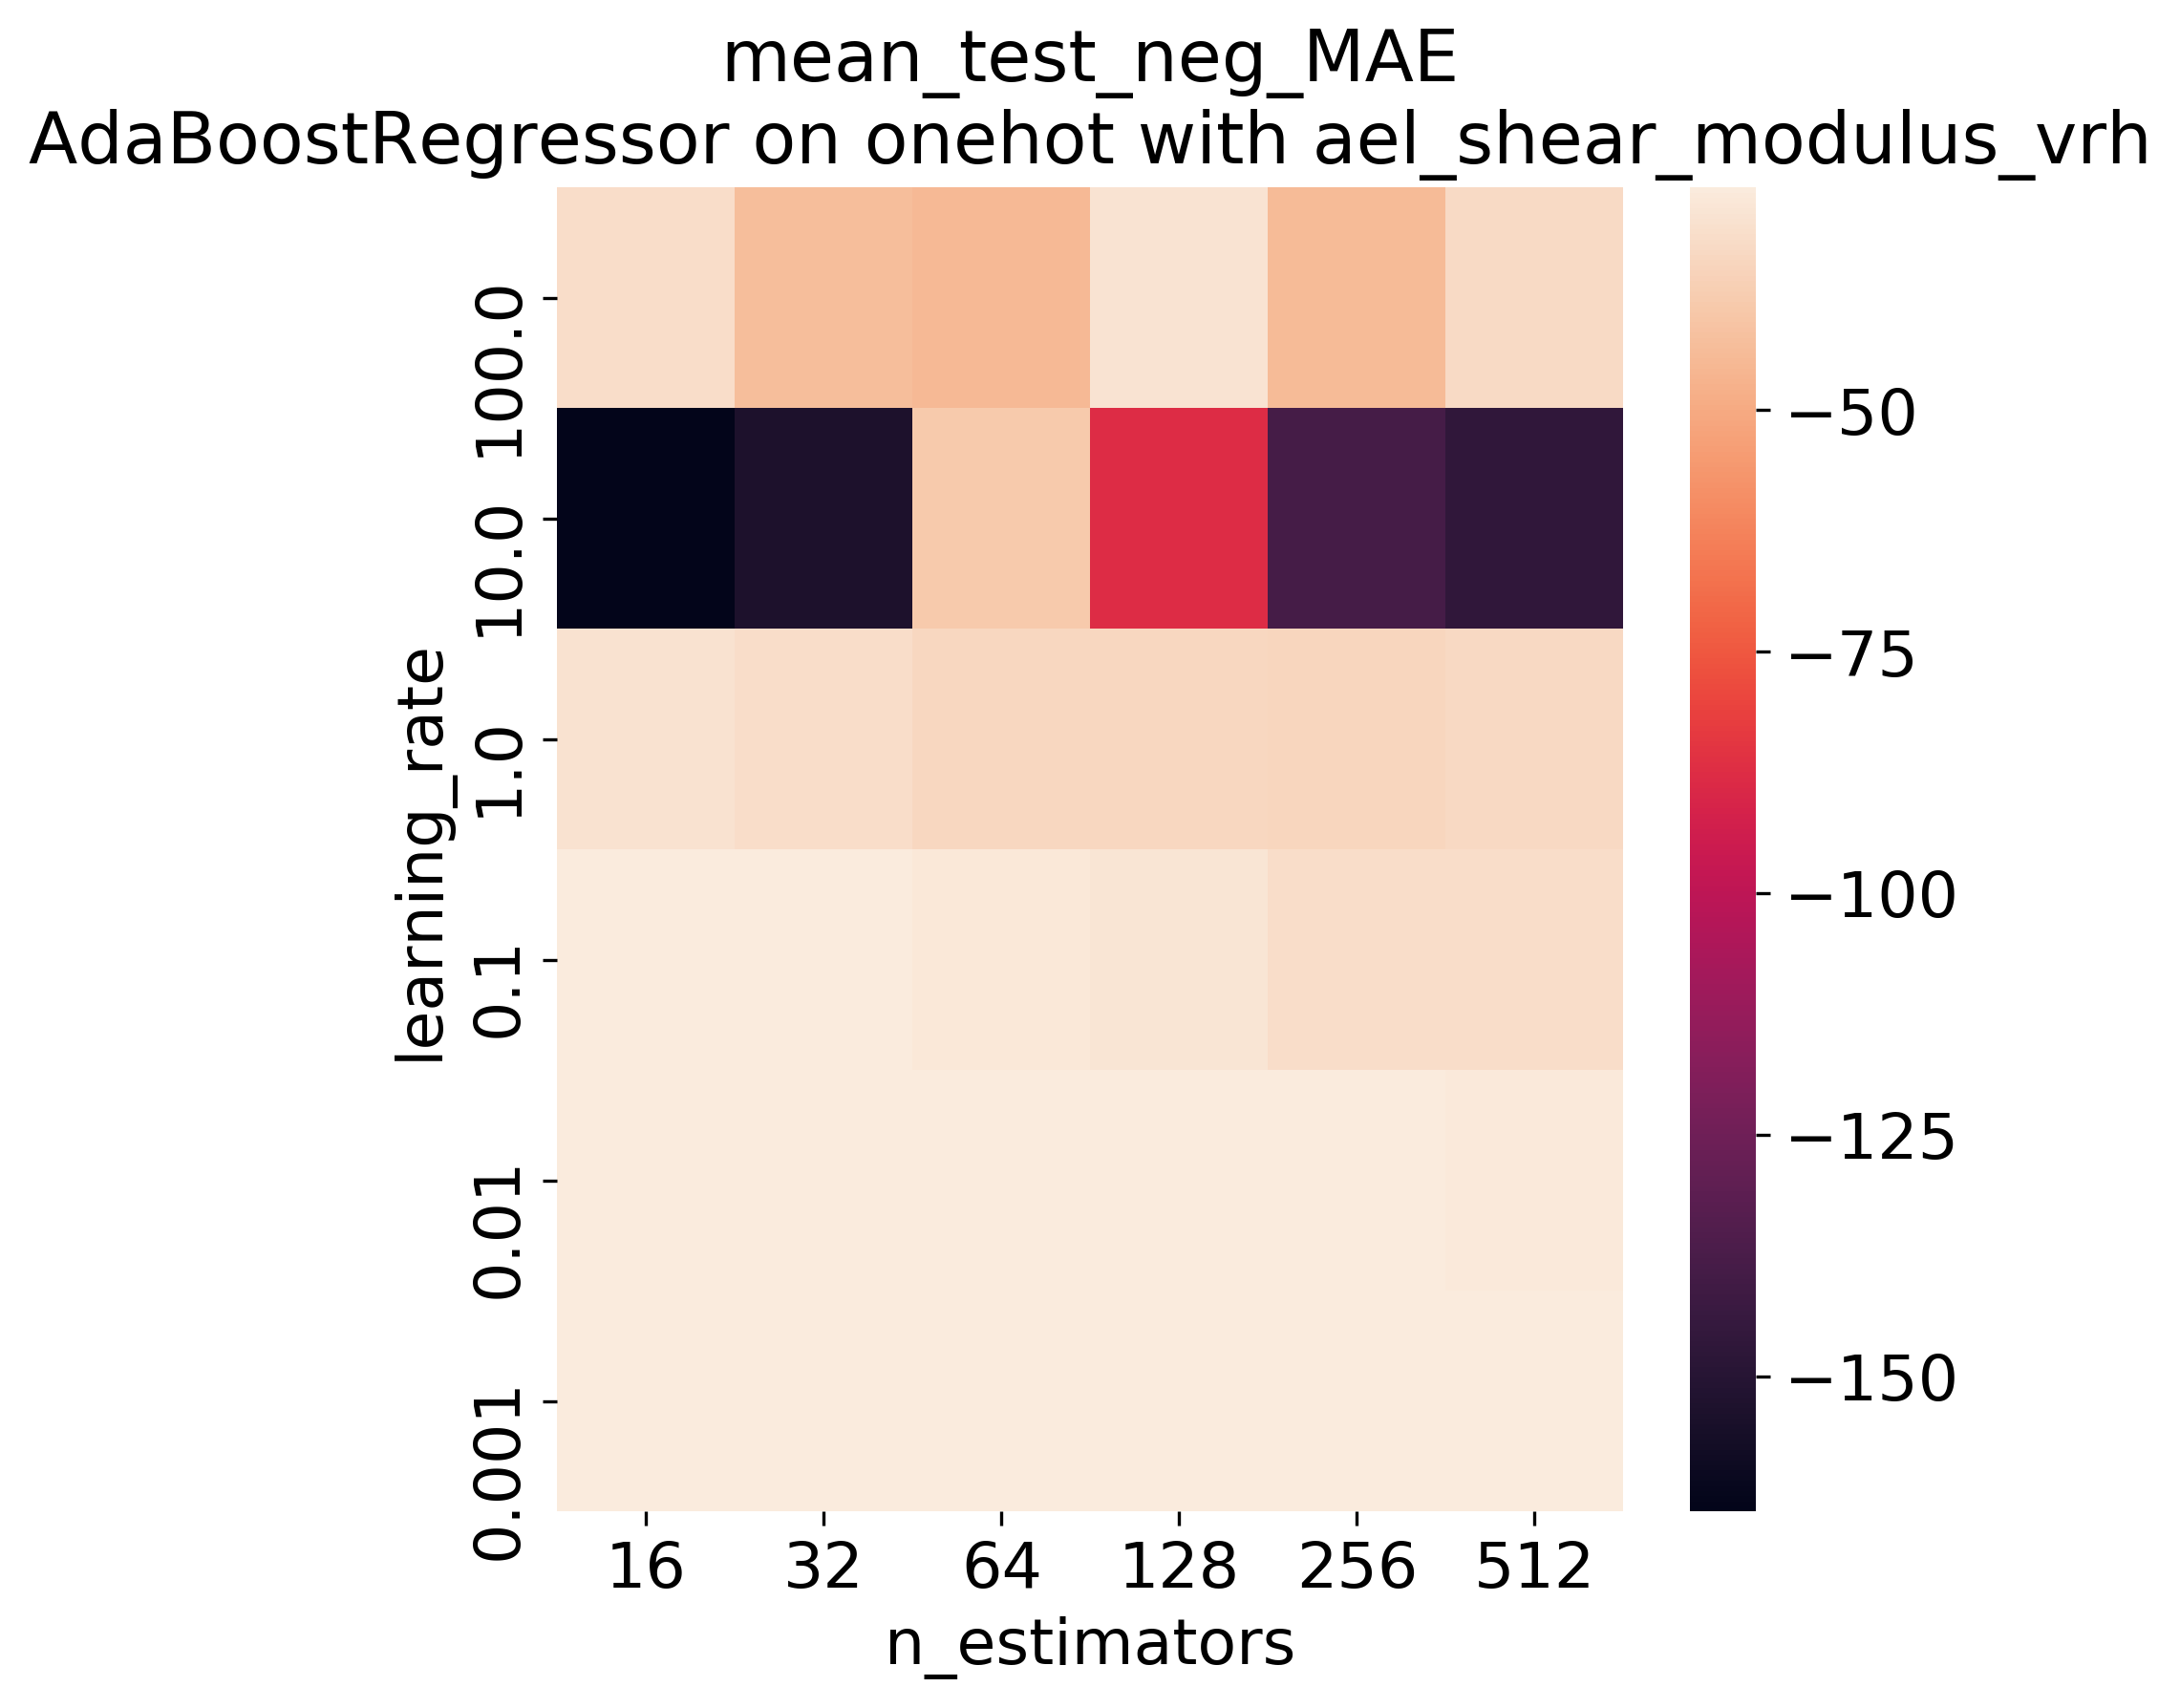 mean_test_neg_MAE
AdaBoostRegressor on onehot with ael_shear_modulus_vrh
learning_rate
100.0
10.0
1.0
0.1
0.01
0.001
16 32 64 128 256 512
n_estimators
−50
−75
−100
−125
−150